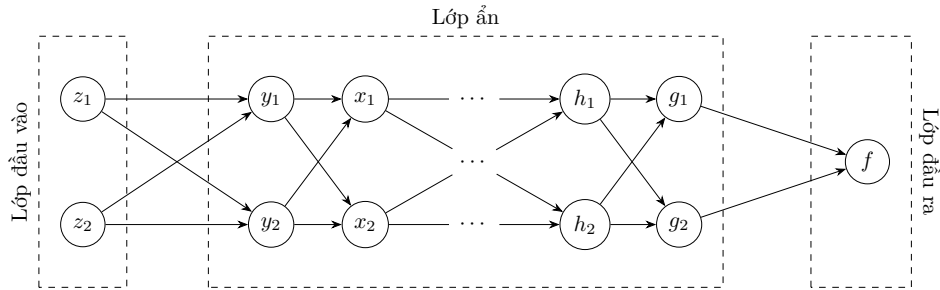 Lớp ẩn
Lớp đầu vào
z₁ y₁ x₁ ⋯ h₁ g₁
⋯ f
z₂ y₂ x₂ ⋯ h₂ g₂
Lớp đầu ra